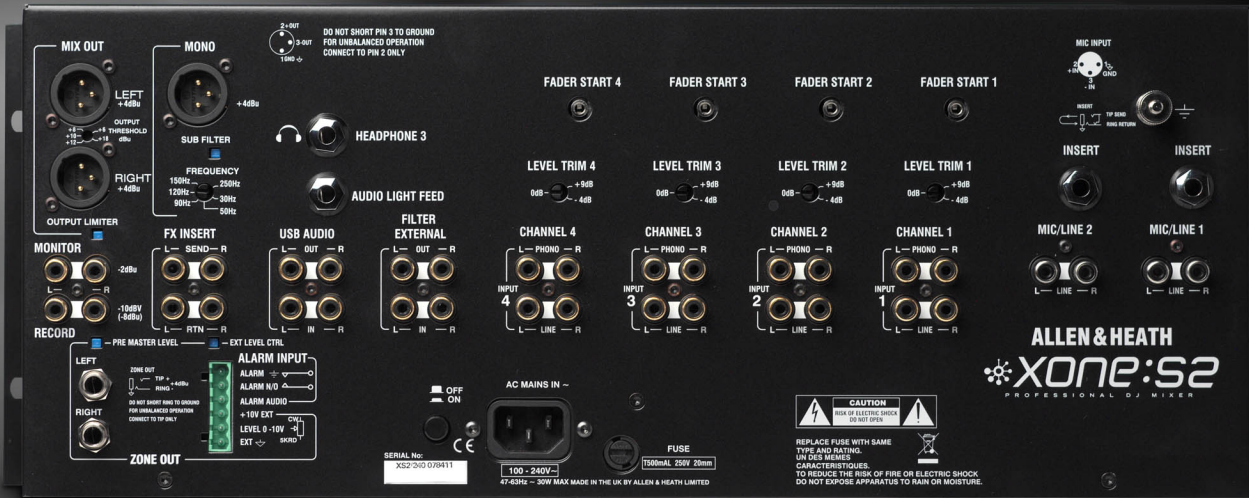 MIX OUT
LEFT
+4dBu
OUTPUT
THRESHOLD
dBu
+8
+6
+10
+12
+18
RIGHT
+4dBu
OUTPUT LIMITER
MONO
+4dBu
SUB FILTER
FREQUENCY
150Hz
250Hz
120Hz
30Hz
90Hz
50Hz
2+OUT
3-OUT
1GND
DO NOT SHORT PIN 3 TO GROUND
FOR UNBALANCED OPERATION
CONNECT TO PIN 2 ONLY
HEADPHONE 3
AUDIO LIGHT FEED
FADER START 4
FADER START 3
FADER START 2
FADER START 1
LEVEL TRIM 4
0dB
+9dB
- 4dB
LEVEL TRIM 3
0dB
+9dB
- 4dB
LEVEL TRIM 2
0dB
+9dB
- 4dB
LEVEL TRIM 1
0dB
+9dB
- 4dB
MIC INPUT
2
+IN
1
GND
3
- IN
INSERT
TIP SEND
RING RETURN
INSERT
INSERT
MONITOR
-2dBu
L
R
-10dBV
(-8dBu)
RECORD
FX INSERT
L SEND R
L RTN R
USB AUDIO
L OUT R
L IN R
FILTER
EXTERNAL
L OUT R
L IN R
CHANNEL 4
L PHONO R
INPUT
4
L LINE R
CHANNEL 3
L PHONO R
INPUT
3
L LINE R
CHANNEL 2
L PHONO R
INPUT
2
L LINE R
CHANNEL 1
L PHONO R
INPUT
1
L LINE R
MIC/LINE 2
L LINE R
MIC/LINE 1
L LINE R
PRE MASTER LEVEL
EXT LEVEL CTRL
LEFT
RIGHT
ZONE OUT
TIP +
RING -
+4dBu
DO NOT SHORT RING TO GROUND
FOR UNBALANCED OPERATION
CONNECT TO TIP ONLY
ALARM INPUT
ALARM
ALARM N/O
ALARM AUDIO
+10V EXT
LEVEL 0 -10V
EXT
CW
5KRD
ZONE OUT
OFF
ON
CE
SERIAL No:
XS2/240 078411
AC MAINS IN ~
100 - 240V~
47-63Hz ~ 30W MAX MADE IN THE UK BY ALLEN & HEATH LIMITED
FUSE
T500mAL 250V 20mm
CAUTION
RISK OF ELECTRIC SHOCK
DO NOT OPEN
REPLACE FUSE WITH SAME
TYPE AND RATING.
UN DES MEMES
CARACTERISTIQUES.
TO REDUCE THE RISK OF FIRE OR ELECTRIC SHOCK
DO NOT EXPOSE APPARATUS TO RAIN OR MOISTURE.
ALLEN & HEATH
XONE:S2
PROFESSIONAL DJ MIXER